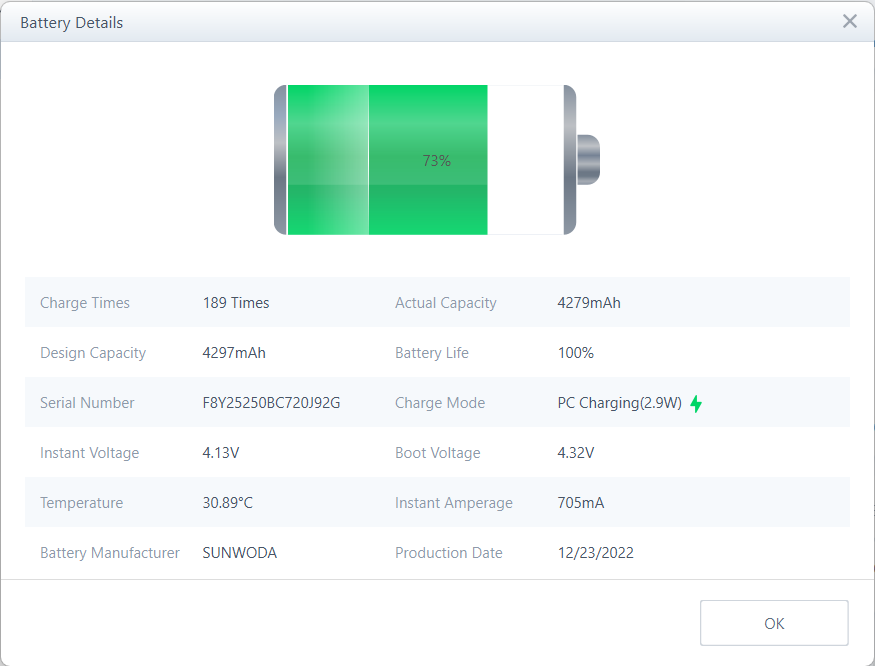 Battery Details
73%
Charge Times 189 Times Actual Capacity 4279mAh
Design Capacity 4297mAh Battery Life 100%
Serial Number F8Y25250BC720J92G Charge Mode PC Charging(2.9W)
Instant Voltage 4.13V Boot Voltage 4.32V
Temperature 30.89°C Instant Amperage 705mA
Battery Manufacturer SUNWODA Production Date 12/23/2022
OK